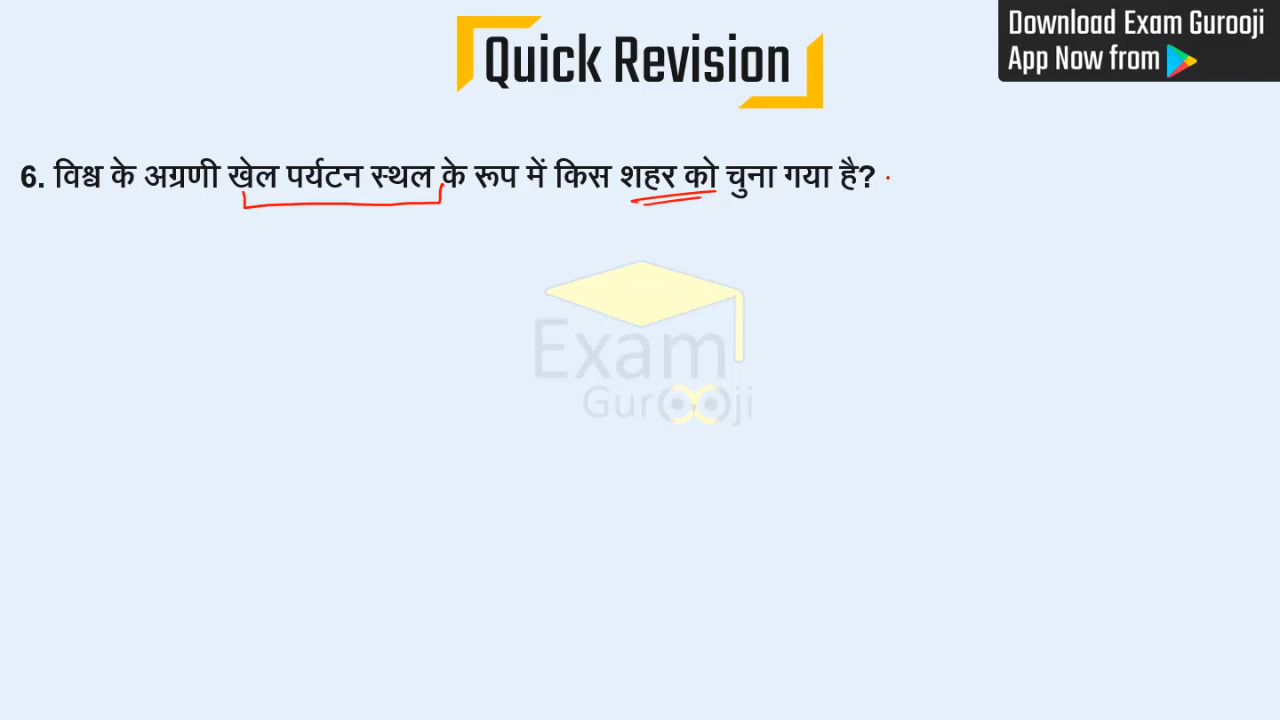 Quick Revision
Download Exam Gurooji
App Now from
6. विश्व के अग्रणी खेल पर्यटन स्थल के रूप में किस शहर को चुना गया है?
Exam
Gurooji